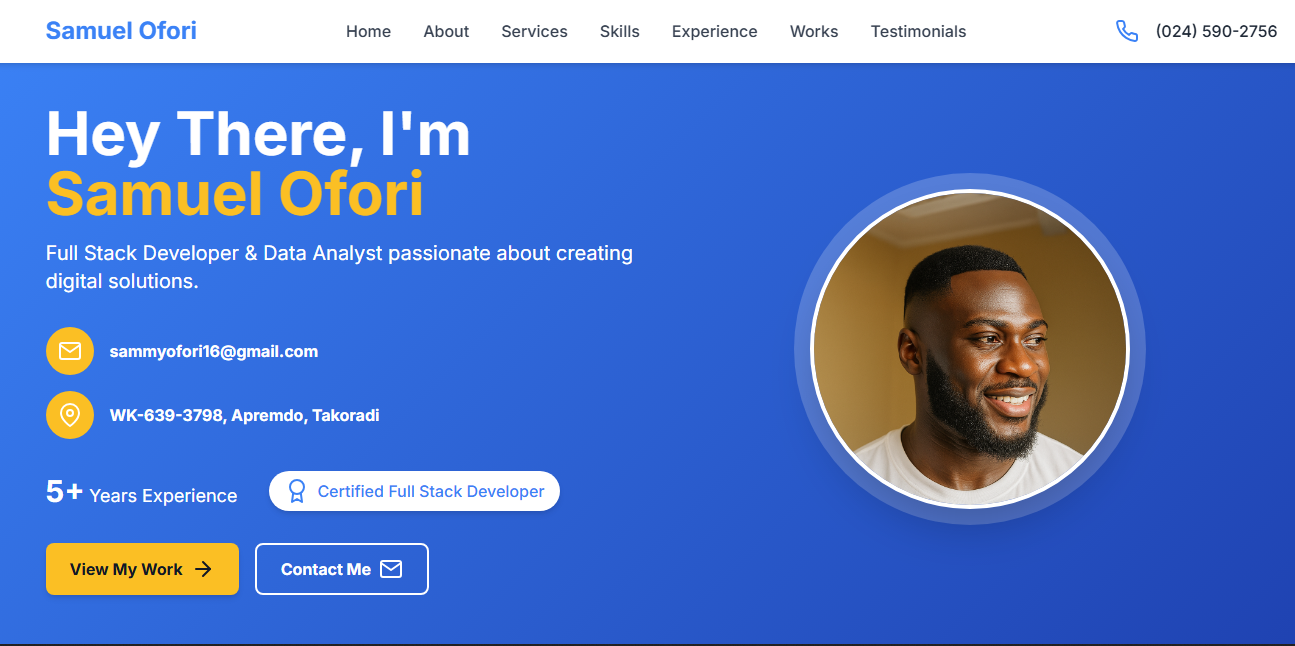 Samuel Ofori
Home About Services Skills Experience Works Testimonials
(024) 590-2756
Hey There, I'm
Samuel Ofori
Full Stack Developer & Data Analyst passionate about creating
digital solutions.
sammyofori16@gmail.com
WK-639-3798, Apremdo, Takoradi
5+ Years Experience
Certified Full Stack Developer
View My Work
Contact Me